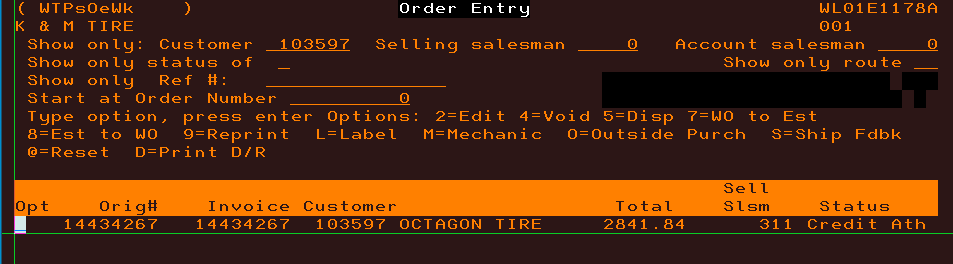 ( WTPsOeWk ) Order Entry WL01E1178A
K & M TIRE 001
Show only: Customer 103597 Selling salesman 0 Account salesman 0
Show only status of _ Show only route __
Show only Ref #:
Start at Order Number 0
Type option, press enter Options: 2=Edit 4=Void 5=Disp 7=WO to Est
8=Est to WO 9=Reprint L=Label M=Mechanic O=Outside Purch S=Ship Fdbk
@=Reset D=Print D/R
Sell
Opt Orig# Invoice Customer Total Slsm Status
14434267 14434267 103597 OCTAGON TIRE 2841.84 311 Credit Ath